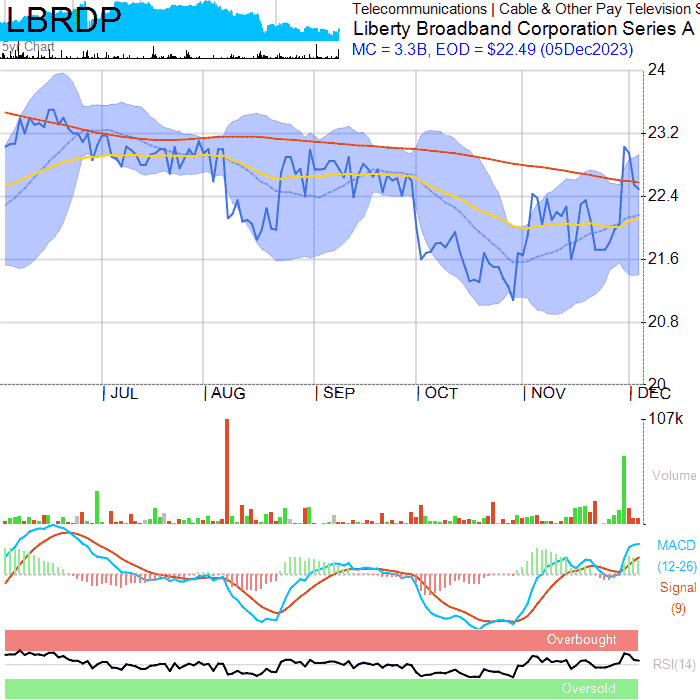 LBRDP
Telecommunications | Cable & Other Pay Television S
Liberty Broadband Corporation Series A
MC = 3.3B, EOD = $22.49 (05Dec2023)
5yr Chart
24
23.2
22.4
21.6
20.8
20
| JUL | AUG | SEP | OCT | NOV | DEC
107k
Volume
MACD
(12-26)
Signal
(9)
Overbought
RSI(14)
Oversold